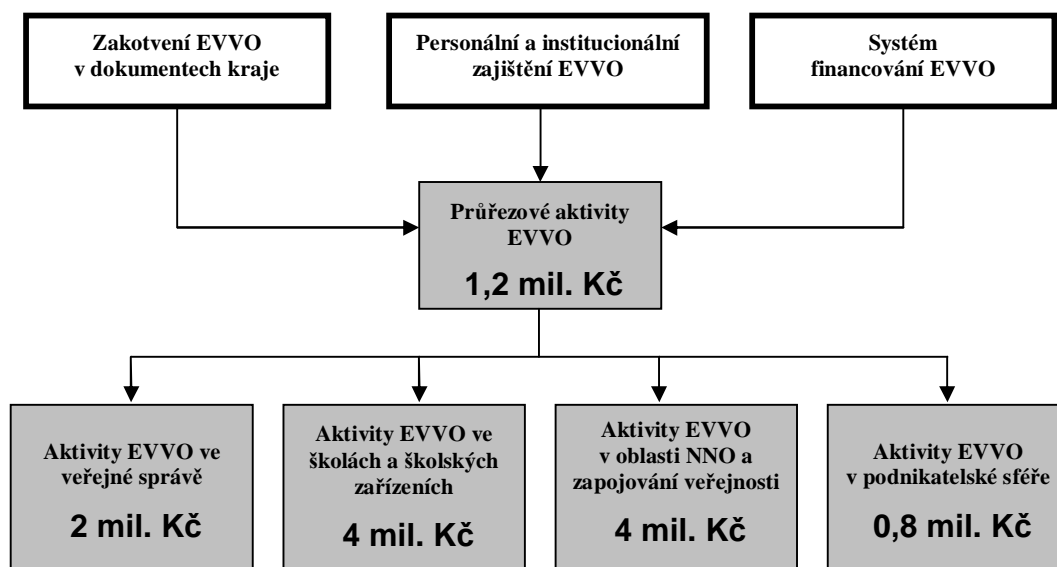 Zakotvení EVVO
v dokumentech kraje
Personální a institucionální
zajištění EVVO
Systém
financování EVVO
Průřezové aktivity
EVVO
1,2 mil. Kč
Aktivity EVVO ve
veřejné správě
2 mil. Kč
Aktivity EVVO ve
školách a školských
zařízeních
4 mil. Kč
Aktivity EVVO
v oblasti NNO a
zapojování veřejnosti
4 mil. Kč
Aktivity EVVO
v podnikatelské sféře
0,8 mil. Kč